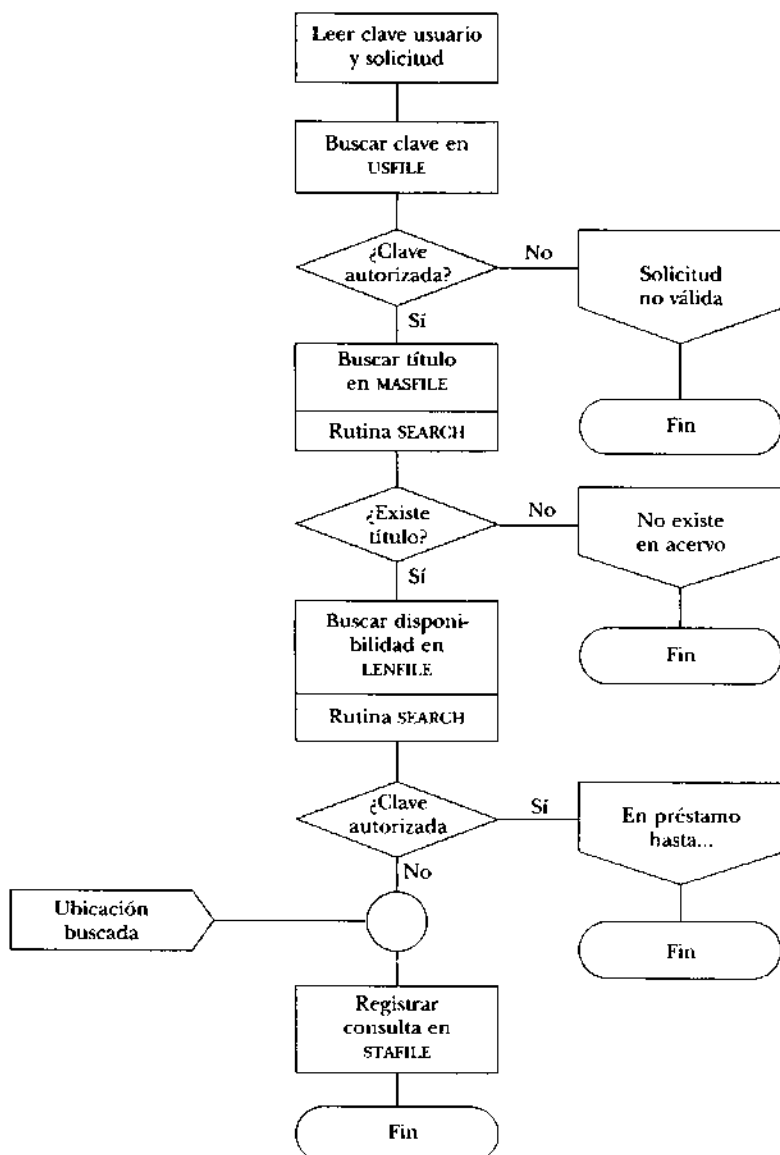 Leer clave usuario
y solicitud
Buscar clave en
USFILE
¿Clave
autorizada?
No
Solicitud
no válida
Sí
Fin
Buscar título
en MASFILE
Rutina SEARCH
¿Existe
título?
No
No existe
en acervo
Sí
Fin
Buscar disponi-
bilidad en
LENFILE
Rutina SEARCH
¿Clave
autorizada
Sí
En préstamo
hasta...
No
Fin
Ubicación
buscada
Registrar
consulta en
STAFILE
Fin